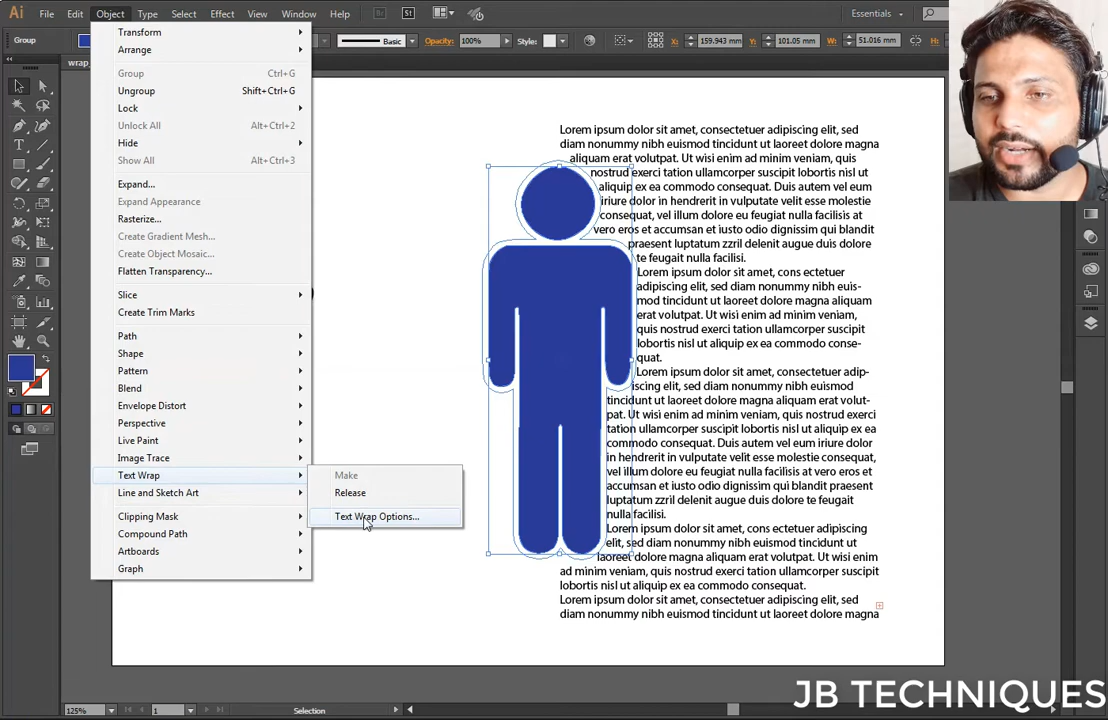 Ai Object Edit Object Type Select Effect View Window Help Br St Essentials
Group Basic Opacity: 100% Style: X: 159.943 mm Y: 101.05 mm W: 51.016 mm H:
wrap
Transform
Arrange
Group Ctrl+G
Ungroup Shift+Ctrl+G
Lock
Unlock All Alt+Ctrl+2
Hide
Show All Alt+Ctrl+3
Expand...
Expand Appearance
Rasterize...
Create Gradient Mesh...
Create Object Mosaic...
Flatten Transparency...
Slice
Create Trim Marks
Path
Shape
Pattern
Blend
Envelope Distort
Perspective
Live Paint
Image Trace
Text Wrap
Line and Sketch Art
Clipping Mask
Compound Path
Artboards
Graph
Make
Release
Text Wrap Options...
Lorem ipsum dolor sit amet, consectetuer adipiscing elit, sed
diam nonummy nibh euismod tincidunt ut laoreet dolore magna
aliquam erat volutpat. Ut wisi enim ad minim veniam, quis
nostrud exerci tation ullamcorper suscipit lobortis nisl ut
aliquip ex ea commodo consequat. Duis autem vel eum
iriure dolor in hendrerit in vulputate velit esse molestie
consequat, vel illum dolore eu feugiat nulla facilisis at
vero eros et accumsan et iusto odio dignissim qui blandit
praesent luptatum zzril delenit augue duis dolore
te feugait nulla facilisi.
Lorem ipsum dolor sit amet, cons ectetuer
adipiscing elit, sed diam nonummy nibh euis-
mod tincidunt ut laoreet dolore magna aliquam
erat volutpat. Ut wisi enim ad minim veniam,
quis nostrud exerci tation ullamcorper suscipit
lobortis nisl ut aliquip ex ea commodo conse-
quat.
Lorem ipsum dolor sit amet, consectetuer adip-
iscing elit, sed diam nonummy nibh euismod
tincidunt ut laoreet dolore magna aliquam erat volut-
pat. Ut wisi enim ad minim veniam, quis nostrud exerci
tation ullamcorper suscipit lobortis nisl ut aliquip ex ea
commodo consequat. Duis autem vel eum iriure dolor in
hendrerit in vulputate velit esse molestie consequat,
vel illum dolore eu feugiat nulla facilisis at vero eros et
accumsan et iusto odio dignissim qui blandit praesent
luptatum zzril delenit augue duis dolore te feugait
nulla facilisi.
Lorem ipsum dolor sit amet, consectetuer adipiscing
elit, sed diam nonummy nibh euismod tincidunt ut
laoreet dolore magna aliquam erat volutpat. Ut wisi enim
ad minim veniam, quis nostrud exerci tation ullamcorper suscipit
lobortis nisl ut aliquip ex ea commodo consequat.
Lorem ipsum dolor sit amet, consectetuer adipiscing elit, sed
diam nonummy nibh euismod tincidunt ut laoreet dolore magna
125% 1 Selection
JB TECHNIQUES